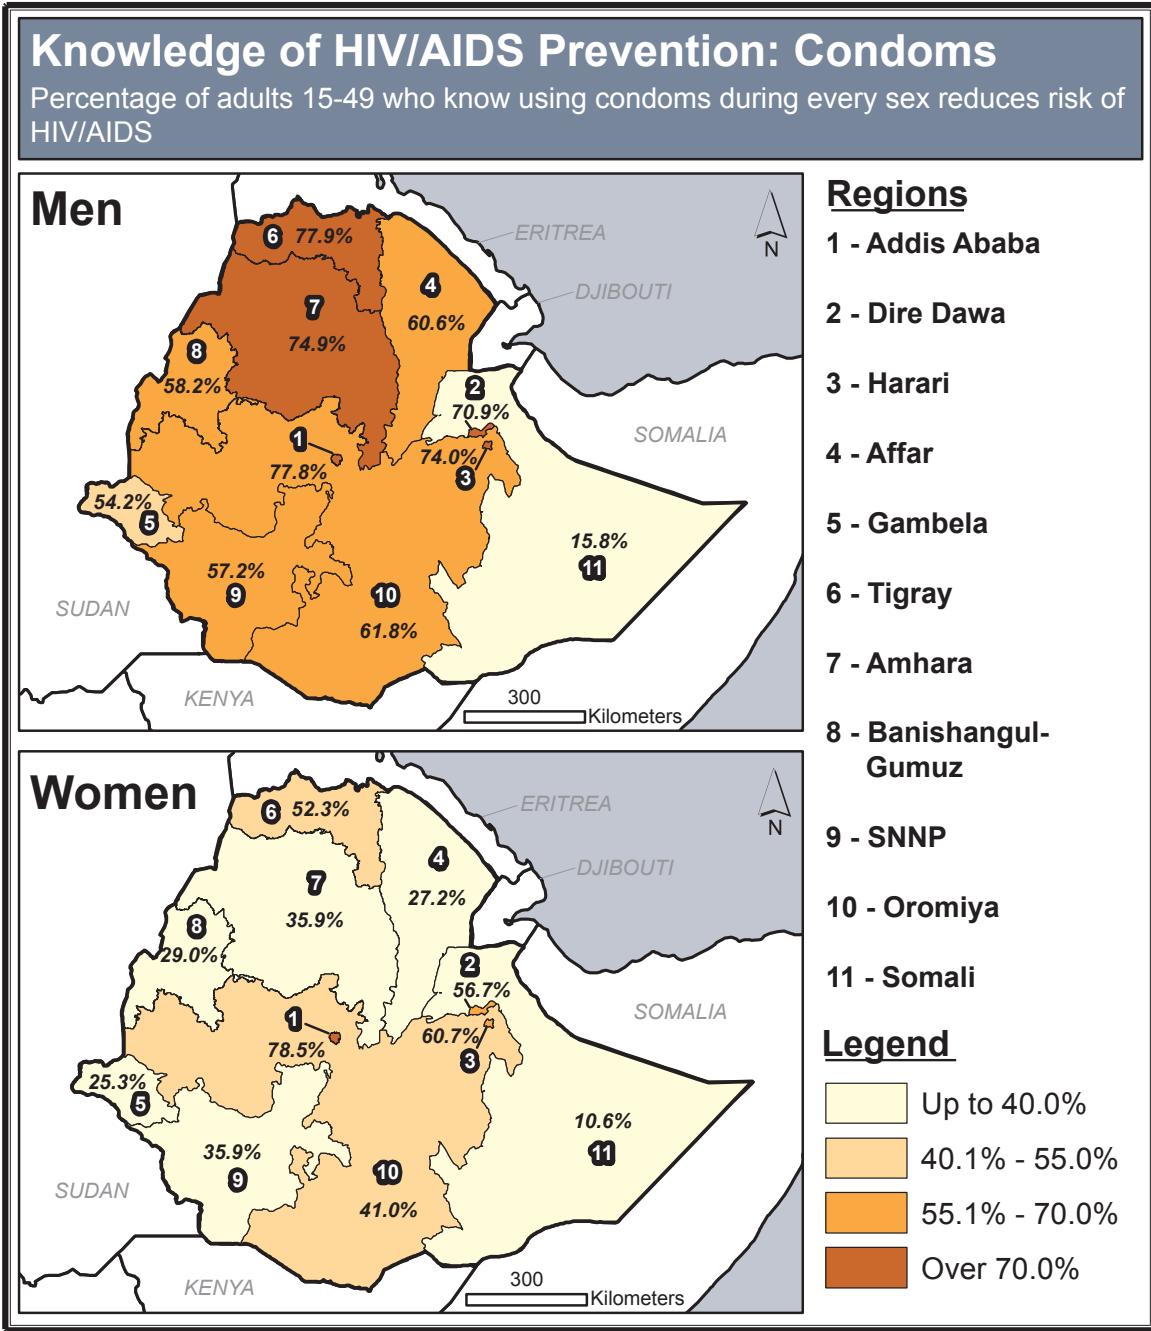 Knowledge of HIV/AIDS Prevention: Condoms
Percentage of adults 15-49 who know using condoms during every sex reduces risk of
HIV/AIDS
Men
6 77.9%
ERITREA
N
4
DJIBOUTI
7
60.6%
74.9%
8
58.2%
2
70.9%
SOMALIA
1
77.8%
74.0%
3
54.2%
5
15.8%
11
57.2%
9
10
61.8%
SUDAN
KENYA
300
Kilometers
Women
6 52.3%
ERITREA
N
4
DJIBOUTI
7
27.2%
35.9%
8
29.0%
2
56.7%
SOMALIA
1
78.5%
60.7%
3
25.3%
5
10.6%
11
35.9%
9
10
41.0%
SUDAN
KENYA
300
Kilometers
Regions
1 - Addis Ababa
2 - Dire Dawa
3 - Harari
4 - Affar
5 - Gambela
6 - Tigray
7 - Amhara
8 - Banishangul-
Gumuz
9 - SNNP
10 - Oromiya
11 - Somali
Legend
Up to 40.0%
40.1% - 55.0%
55.1% - 70.0%
Over 70.0%